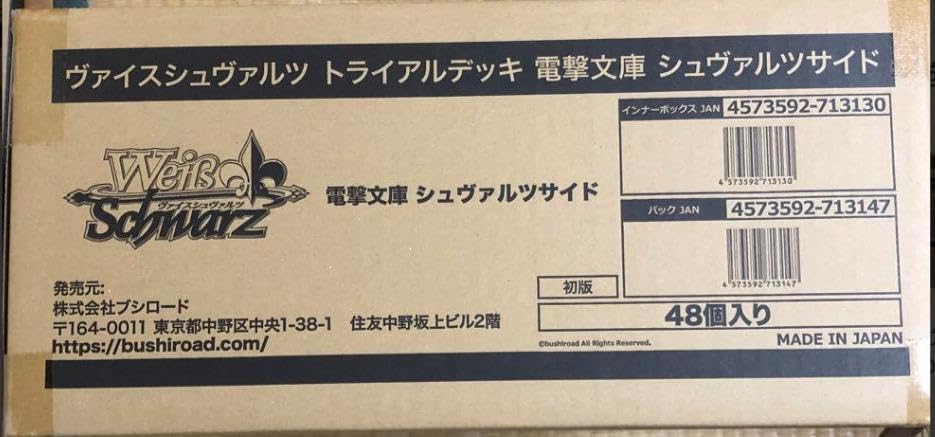 ヴァイスシュヴァルツ トライアルデッキ 電撃文庫 シュヴァルツサイド
インナーボックス JAN 4573592-713130
4 573592 713130
Weiß
ヴァイスシュヴァルツ
Schwarz
電撃文庫 シュヴァルツサイド
パック JAN 4573592-713147
4 573592 713147
発売元:
株式会社ブシロード
〒164-0011 東京都中野区中央1-38-1 住友中野坂上ビル2階
https://bushiroad.com/
初版
48個入り
©bushiroad All Rights Reserved.
MADE IN JAPAN